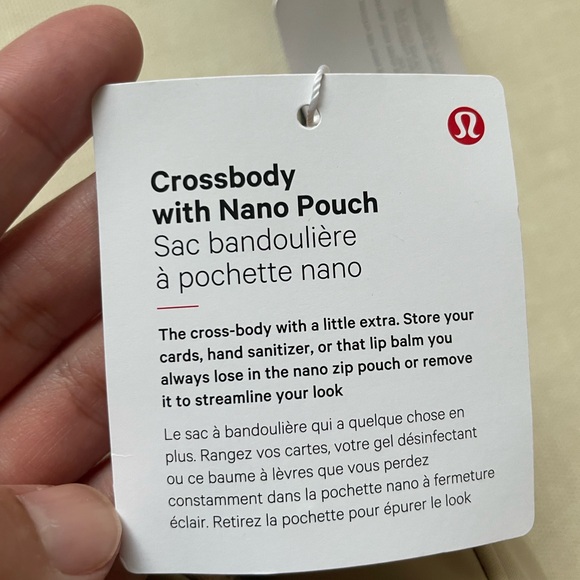 Crossbody
with Nano Pouch
Sac bandoulière
à pochette nano
The cross-body with a little extra. Store your
cards, hand sanitizer, or that lip balm you
always lose in the nano zip pouch or remove
it to streamline your look
Le sac à bandoulière qui a quelque chose en
plus. Rangez vos cartes, votre gel désinfectant
ou ce baume à lèvres que vous perdez
constamment dans la pochette nano à fermeture
éclair. Retirez la pochette pour épurer le look